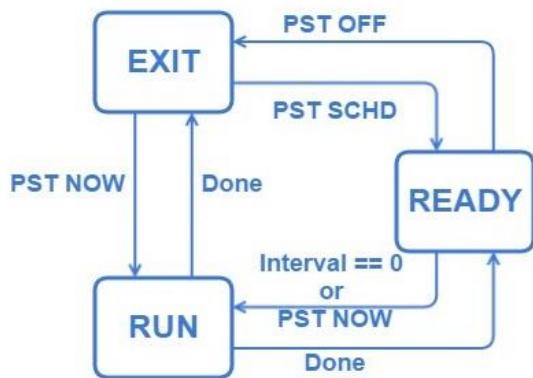 PST OFF
EXIT
PST SCHD
PST NOW
Done
READY
Interval == 0
or
PST NOW
RUN
Done